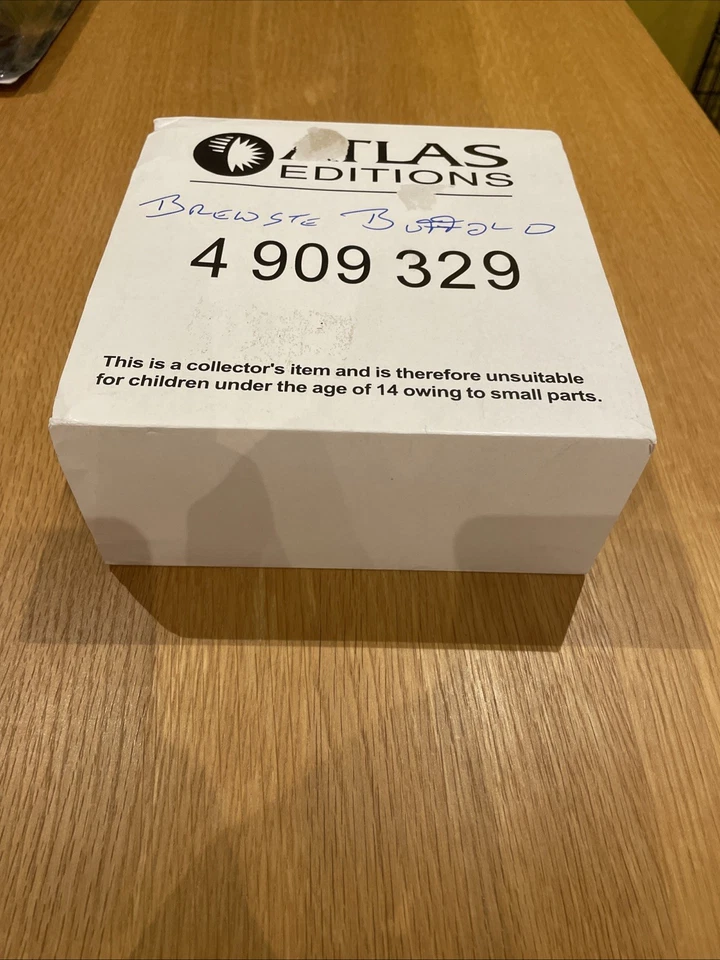 ATLAS
EDITIONS
BREWSTE BUFFALO
4 909 329
This is a collector's item and is therefore unsuitable
for children under the age of 14 owing to small parts.